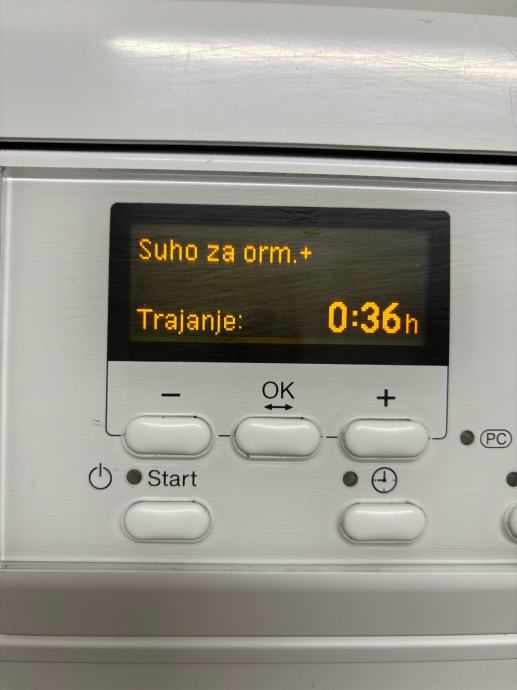 Suho za orm.+
Trajanje: 0:36h
− OK +
PC
Start